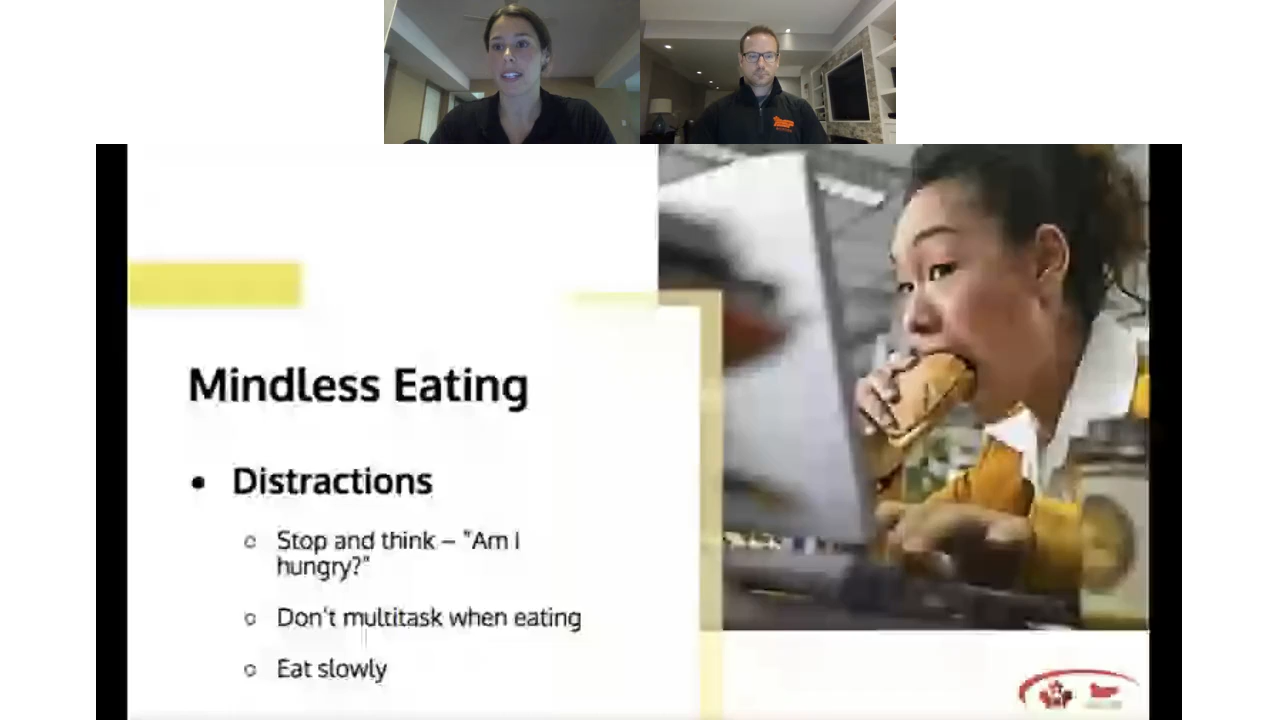 Mindless Eating
• Distractions
○ Stop and think – "Am I
hungry?"
○ Don't multitask when eating
○ Eat slowly